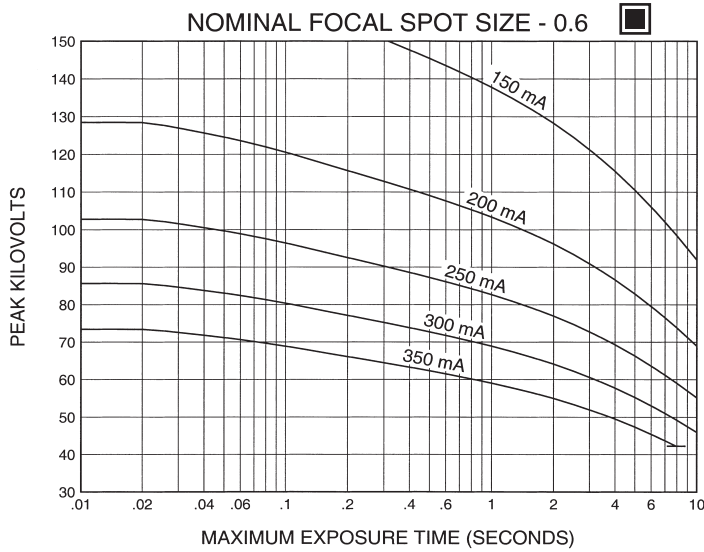 NOMINAL FOCAL SPOT SIZE - 0.6
150
140
130
120
110
100
90
80
70
60
50
40
30
PEAK KILOVOLTS
150 mA
200 mA
250 mA
300 mA
350 mA
.01 .02 .04 .06 .1 .2 .4 .6 1 2 4 6 10
MAXIMUM EXPOSURE TIME (SECONDS)